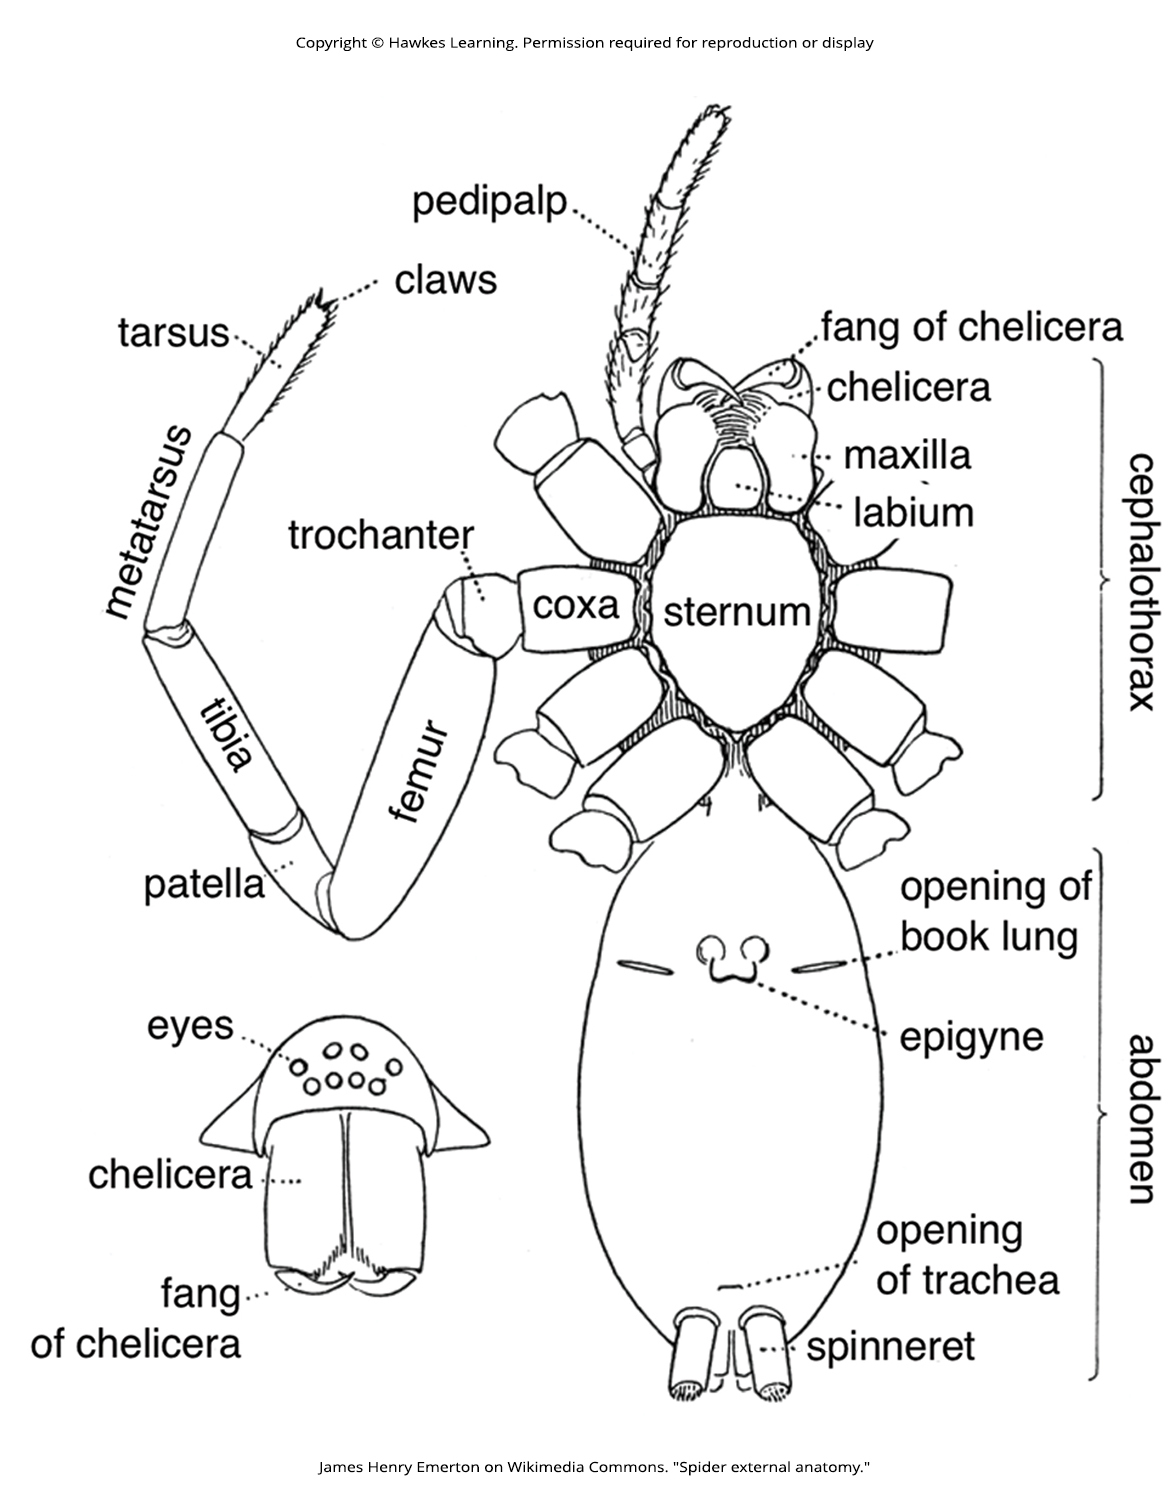 Copyright © Hawkes Learning. Permission required for reproduction or display
pedipalp
claws
tarsus
fang of chelicera
chelicera
maxilla
labium
metatarsus
trochanter
coxa
sternum
cephalothorax
tibia
femur
patella
opening of
book lung
epigyne
eyes
abdomen
chelicera
fang
of chelicera
opening
of trachea
spinneret
James Henry Emerton on Wikimedia Commons. "Spider external anatomy."